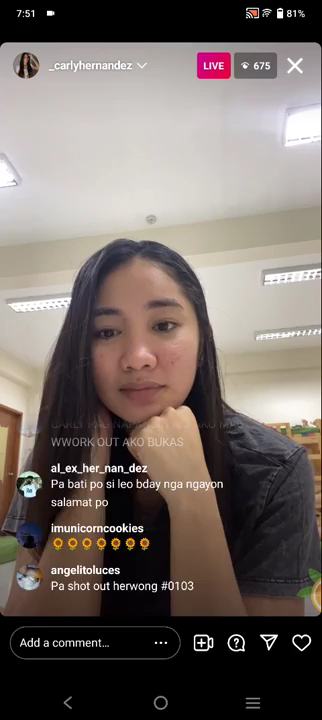 7:51
81%
_carlyhernandez
LIVE
675
WWORK OUT AKO BUKAS
al_ex_her_nan_dez
Pa bati po si leo bday nga ngayon
salamat po
imunicorncookies
🌻🌻🌻🌻🌻🌻🌻
angelitoluces
Pa shot out herwong #0103
Add a comment...